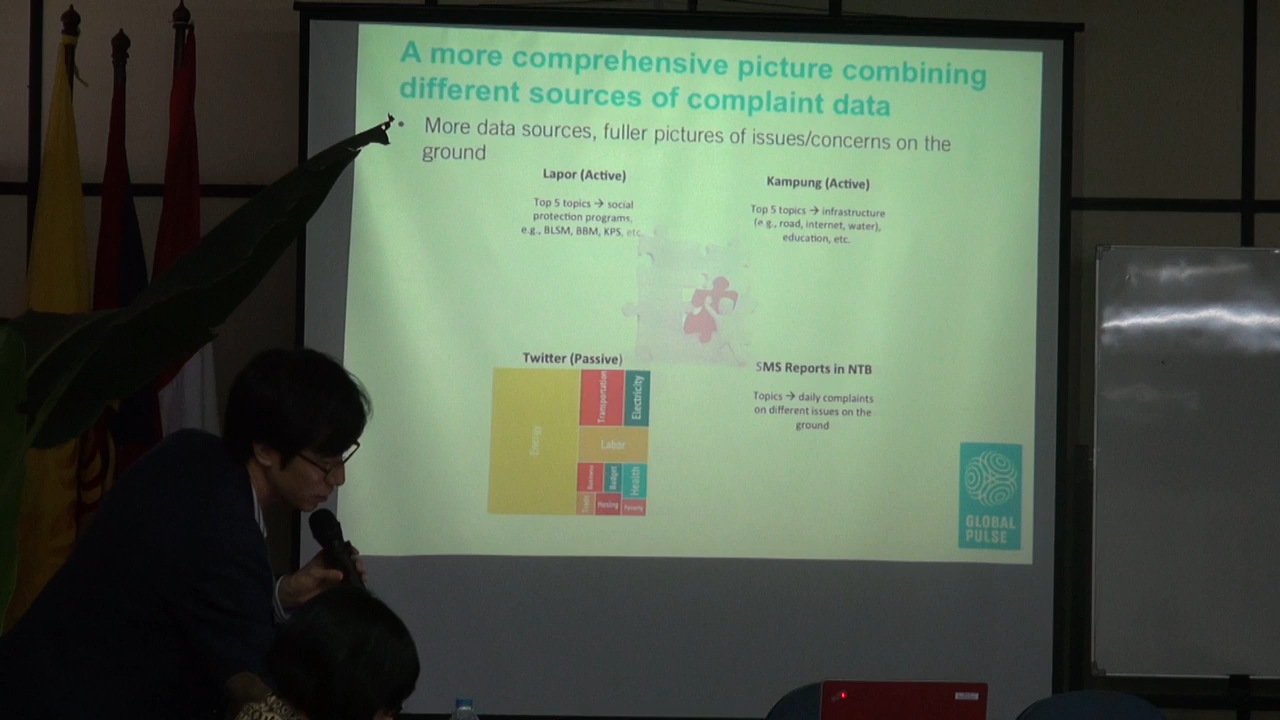 A more comprehensive picture combining
different sources of complaint data
• More data sources, fuller pictures of issues/concerns on the
ground
Lapor (Active)
Top 5 topics → social
protection programs,
e.g., BLSM, BBM, KPS, etc.
Kampung (Active)
Top 5 topics → infrastructure
(e.g., road, internet, water),
education, etc.
Twitter (Passive)
Energy
Transportation
Electricity
Labor
Budget
Health
SMS Reports in NTB
Topics → daily complaints
on different issues on the
ground
GLOBAL
PULSE